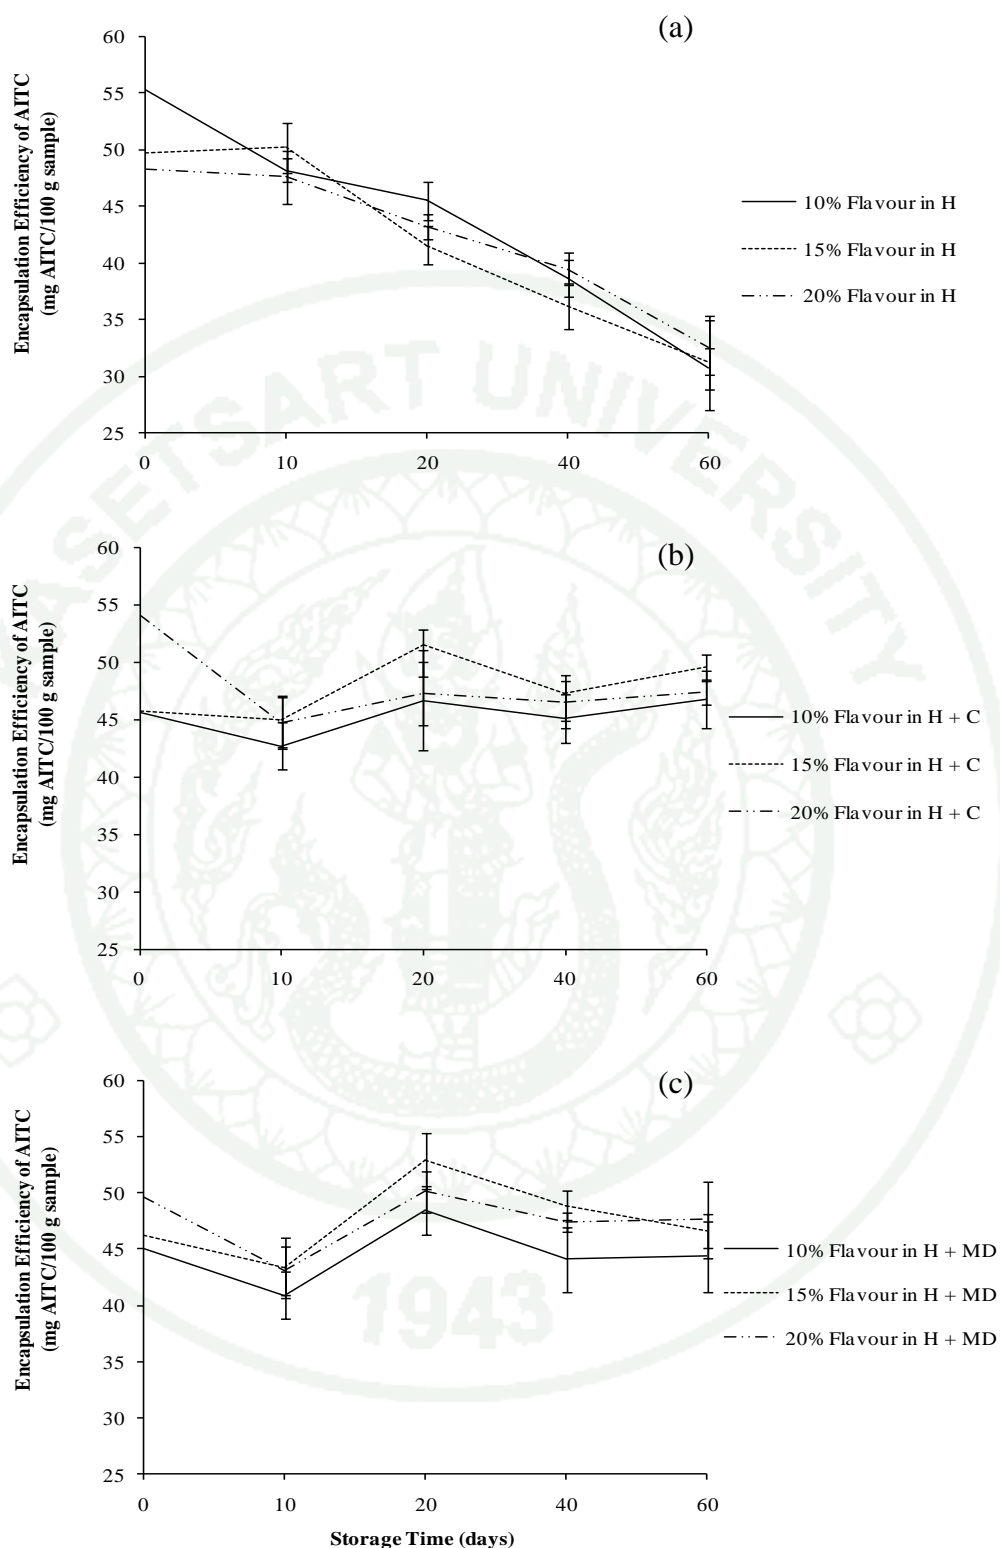 (a)
60
55
50
45
40
35
30
25
Encapsulation Efficiency of AITC
(mg AITC/100 g sample)
0 10 20 40 60
10% Flavour in H
15% Flavour in H
20% Flavour in H
KASETSART UNIVERSITY
(b)
60
55
50
45
40
35
30
25
Encapsulation Efficiency of AITC
(mg AITC/100 g sample)
0 10 20 40 60
10% Flavour in H + C
15% Flavour in H + C
20% Flavour in H + C
(c)
60
55
50
45
40
35
30
25
Encapsulation Efficiency of AITC
(mg AITC/100 g sample)
0 10 20 40 60
10% Flavour in H + MD
15% Flavour in H + MD
20% Flavour in H + MD
1943
Storage Time (days)